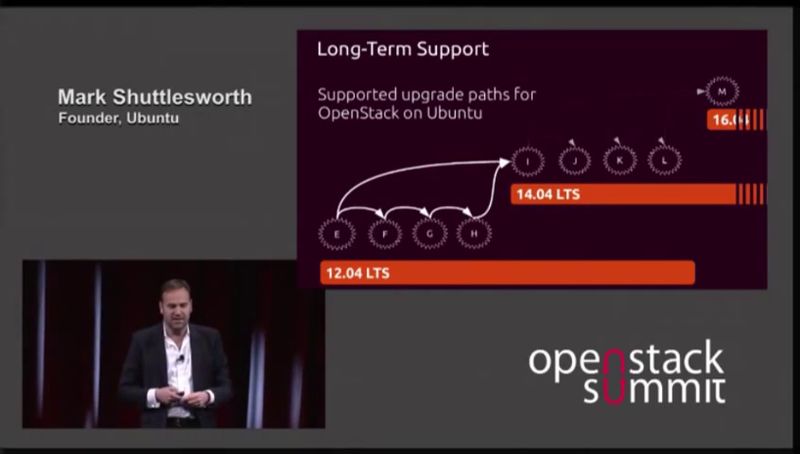 Mark Shuttlesworth
Founder, Ubuntu
Long-Term Support
Supported upgrade paths for
OpenStack on Ubuntu
M
16.04
I J K L
14.04 LTS
E F G H
12.04 LTS
openstack
summit